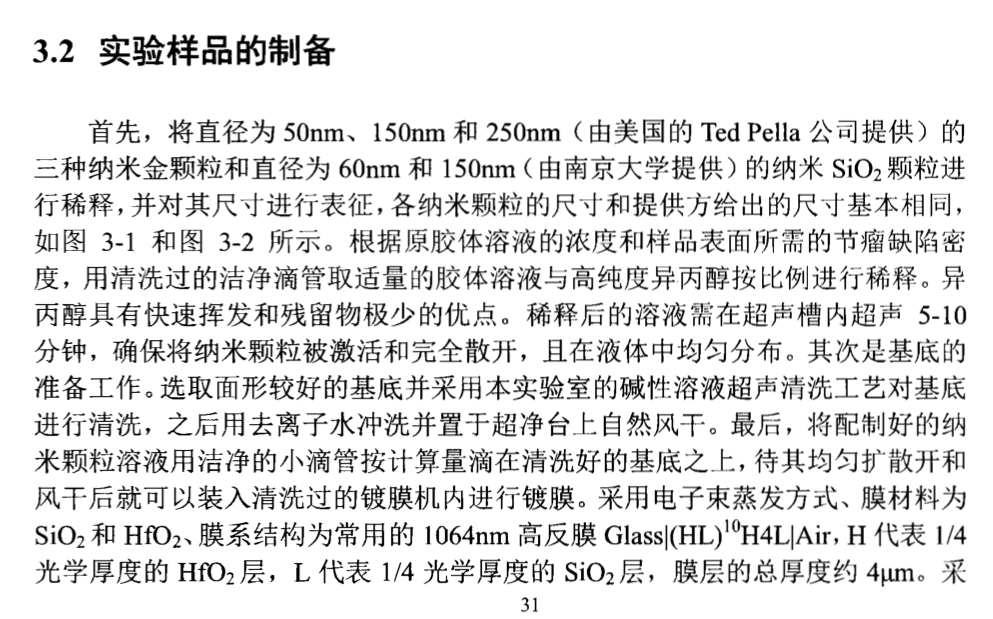 3.2 实验样品的制备
首先，将直径为 50nm、150nm 和 250nm（由美国的 Ted Pella 公司提供）的
三种纳米金颗粒和直径为 60nm 和 150nm（由南京大学提供）的纳米 SiO₂ 颗粒进
行稀释，并对其尺寸进行表征，各纳米颗粒的尺寸和提供方给出的尺寸基本相同，
如图 3-1 和图 3-2 所示。根据原胶体溶液的浓度和样品表面所需的节瘤缺陷密
度，用清洗过的洁净滴管取适量的胶体溶液与高纯度异丙醇按比例进行稀释。异
丙醇具有快速挥发和残留物极少的优点。稀释后的溶液需在超声槽内超声 5-10
分钟，确保将纳米颗粒被激活和完全散开，且在液体中均匀分布。其次是基底的
准备工作。选取面形较好的基底并采用本实验室的碱性溶液超声清洗工艺对基底
进行清洗，之后用去离子水冲洗并置于超净台上自然风干。最后，将配制好的纳
米颗粒溶液用洁净的小滴管按计算量滴在清洗好的基底之上，待其均匀扩散开和
风干后就可以装入清洗过的镀膜机内进行镀膜。采用电子束蒸发方式、膜材料为
SiO₂ 和 HfO₂、膜系结构为常用的 1064nm 高反膜 Glass|(HL)¹⁰H4L|Air，H 代表 1/4
光学厚度的 HfO₂ 层，L 代表 1/4 光学厚度的 SiO₂ 层，膜层的总厚度约 4μm。采
31